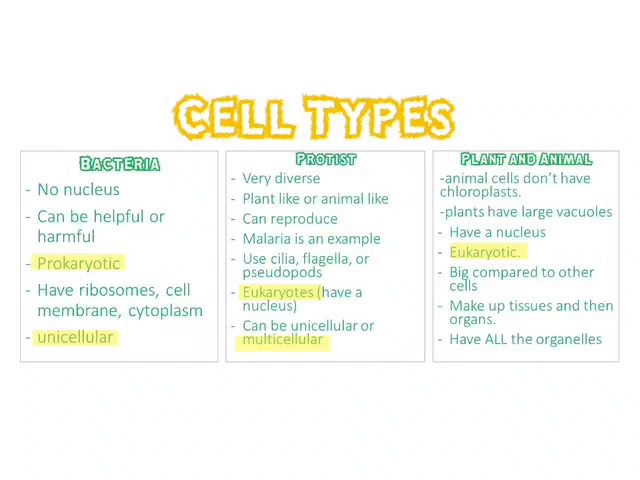 CELL TYPES
BACTERIA
- No nucleus
- Can be helpful or
harmful
- Prokaryotic
- Have ribosomes, cell
membrane, cytoplasm
- unicellular
PROTIST
- Very diverse
- Plant like or animal like
- Can reproduce
- Malaria is an example
- Use cilia, flagella, or
pseudopods
- Eukaryotes (have a
nucleus)
- Can be unicellular or
multicellular
PLANT AND ANIMAL
-animal cells don't have
chloroplasts.
-plants have large vacuoles
- Have a nucleus
- Eukaryotic.
- Big compared to other
cells
- Make up tissues and then
organs.
- Have ALL the organelles